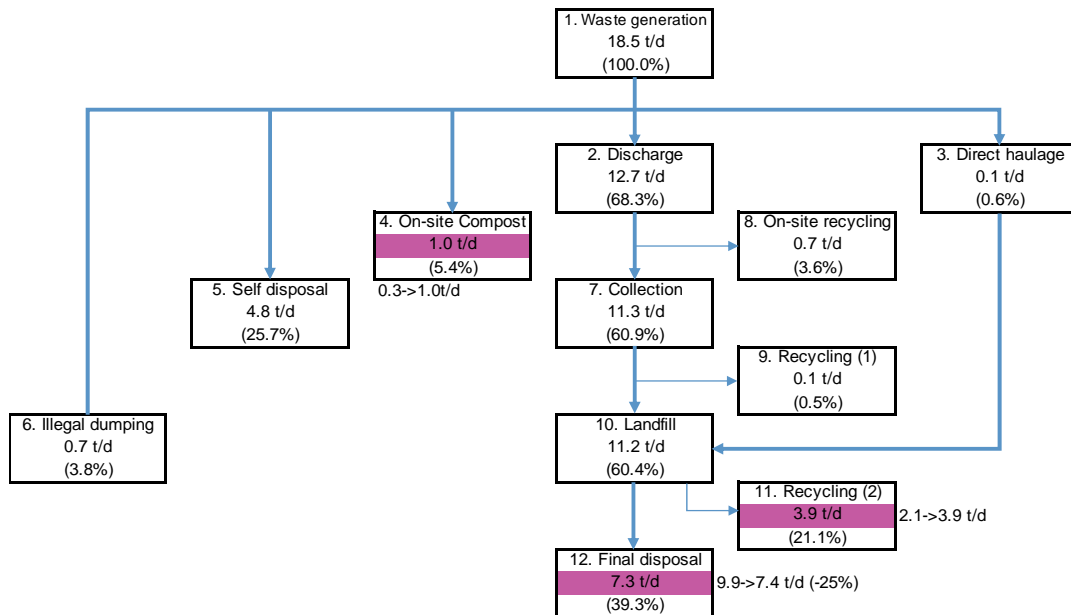 1. Waste generation
18.5 t/d
(100.0%)
2. Discharge
12.7 t/d
(68.3%)
3. Direct haulage
0.1 t/d
(0.6%)
4. On-site Compost
1.0 t/d
(5.4%)
0.3->1.0t/d
8. On-site recycling
0.7 t/d
(3.6%)
5. Self disposal
4.8 t/d
(25.7%)
7. Collection
11.3 t/d
(60.9%)
9. Recycling (1)
0.1 t/d
(0.5%)
6. Illegal dumping
0.7 t/d
(3.8%)
10. Landfill
11.2 t/d
(60.4%)
11. Recycling (2)
3.9 t/d
(21.1%)
2.1->3.9 t/d
12. Final disposal
7.3 t/d
(39.3%)
9.9->7.4 t/d (-25%)